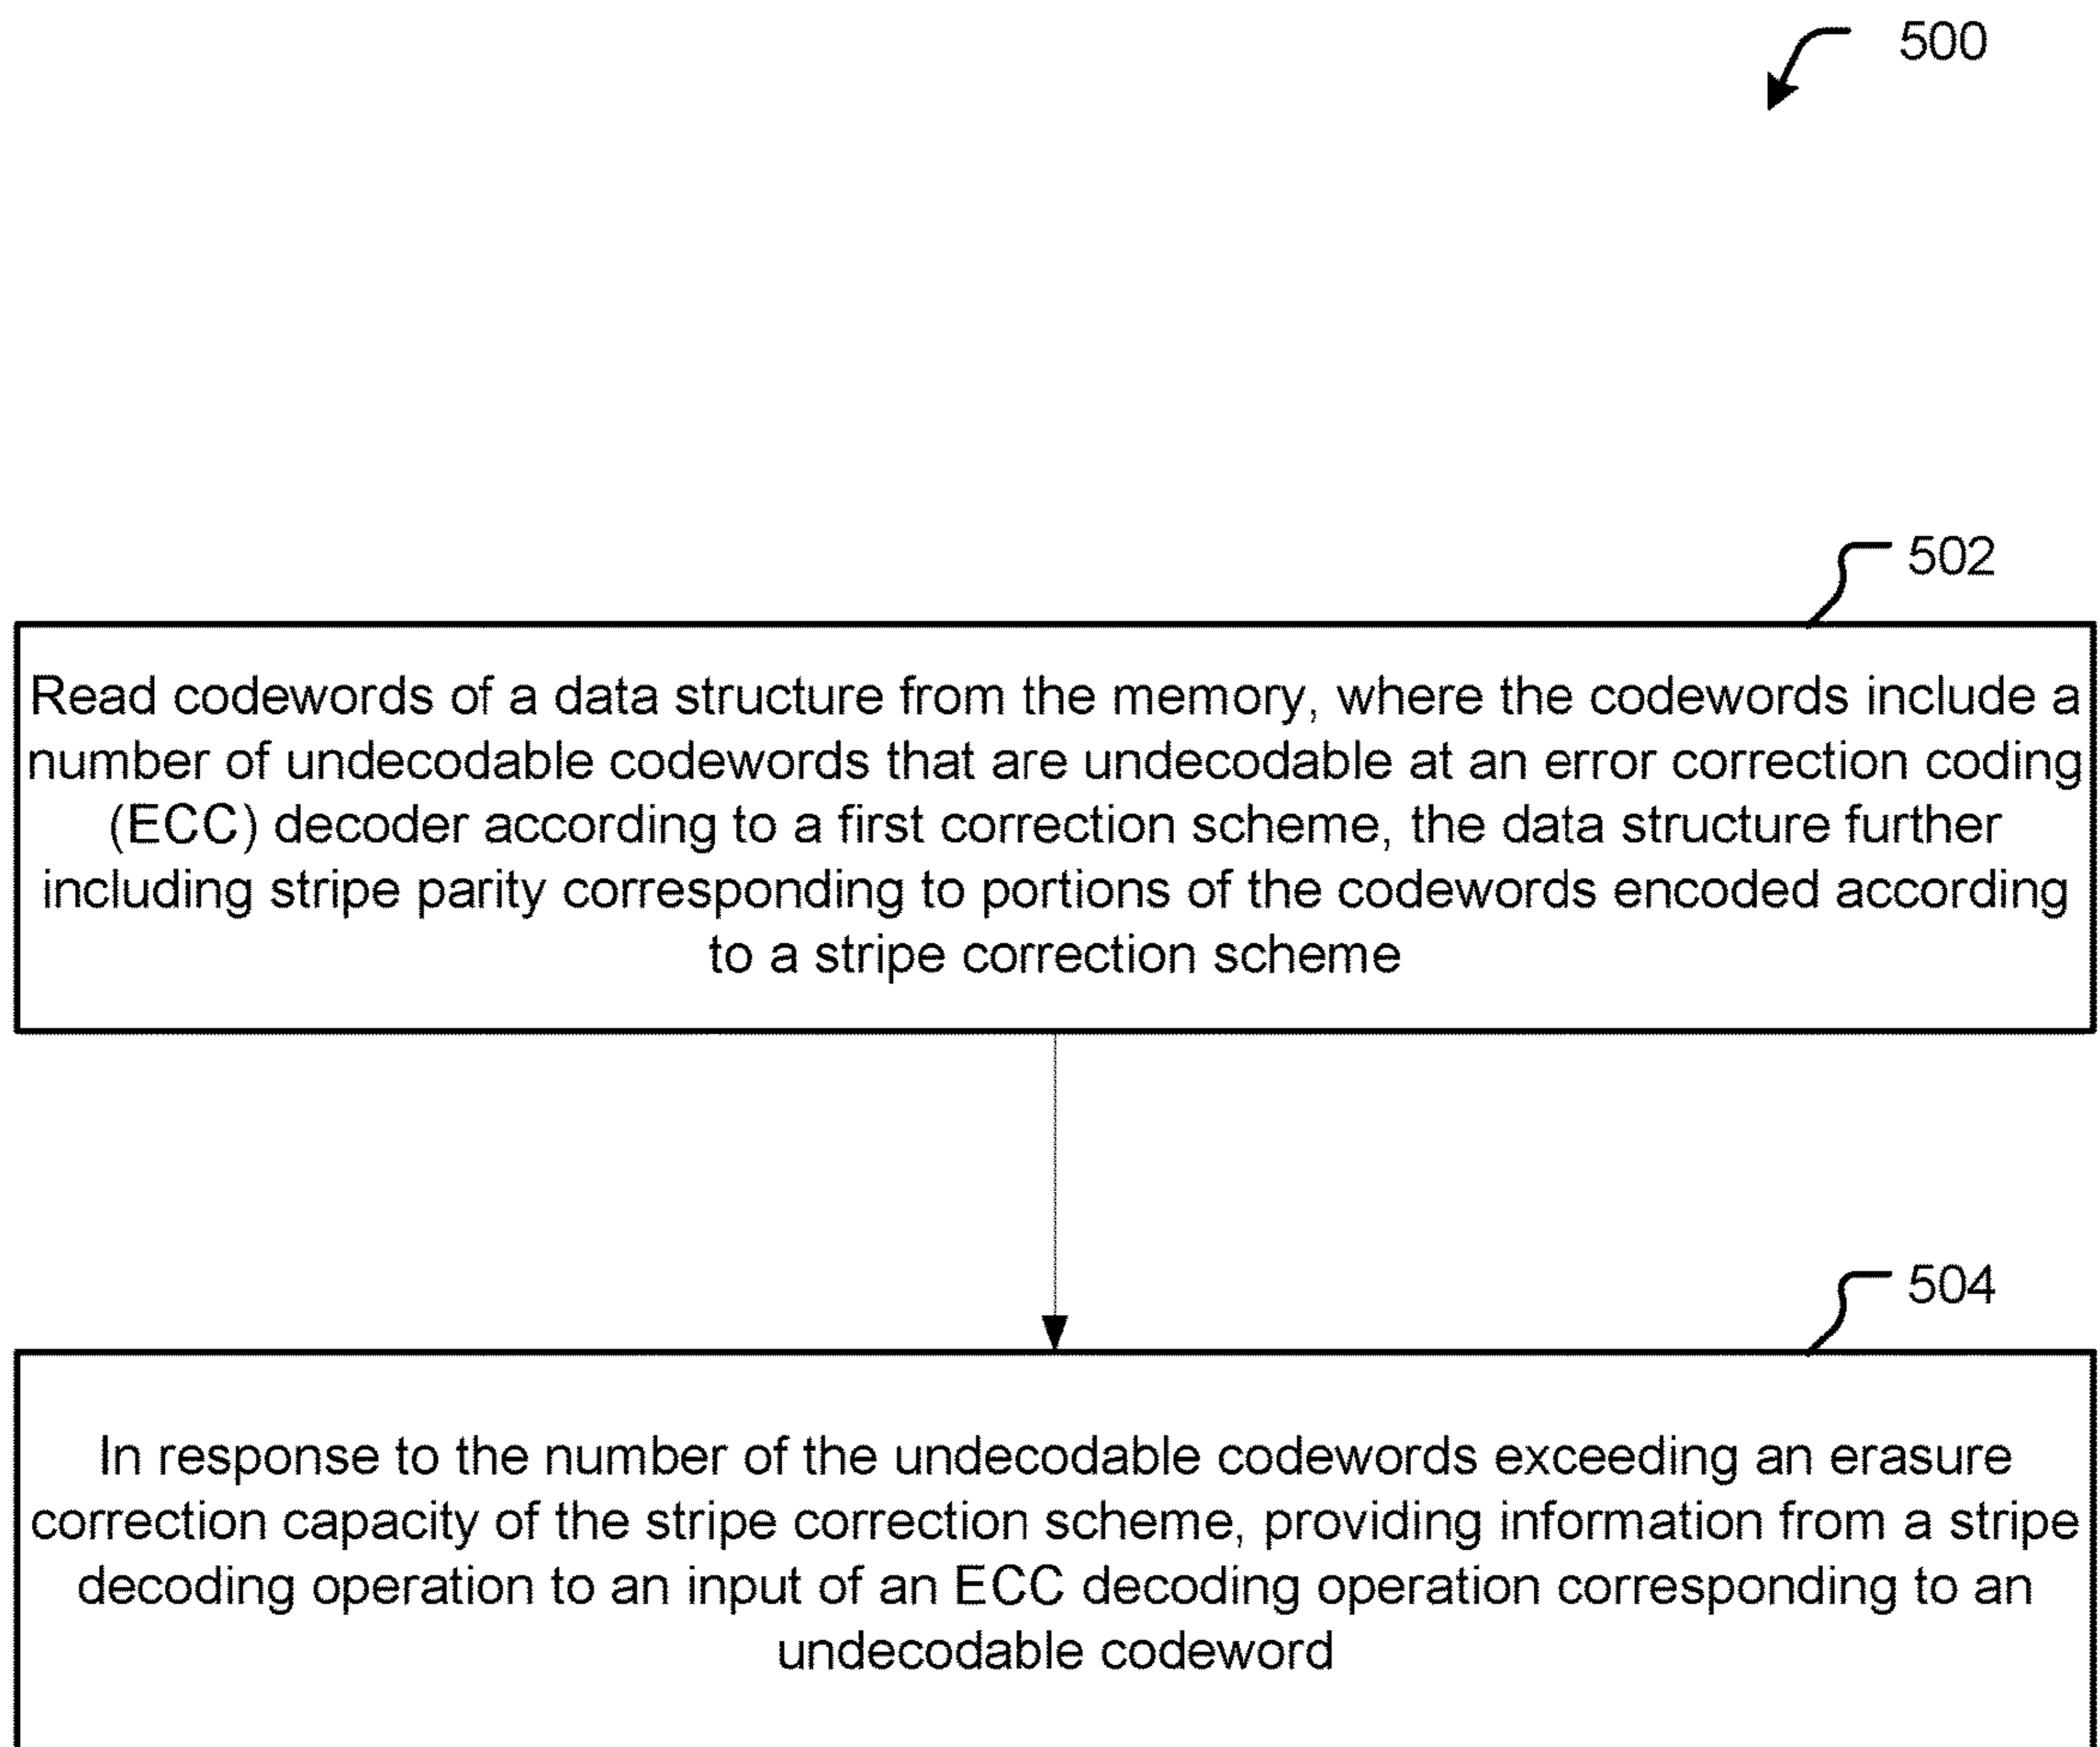 500
502
Read codewords of a data structure from the memory, where the codewords include a
number of undecodable codewords that are undecodable at an error correction coding
(ECC) decoder according to a first correction scheme, the data structure further
including stripe parity corresponding to portions of the codewords encoded according
to a stripe correction scheme
504
In response to the number of the undecodable codewords exceeding an erasure
correction capacity of the stripe correction scheme, providing information from a stripe
decoding operation to an input of an ECC decoding operation corresponding to an
undecodable codeword